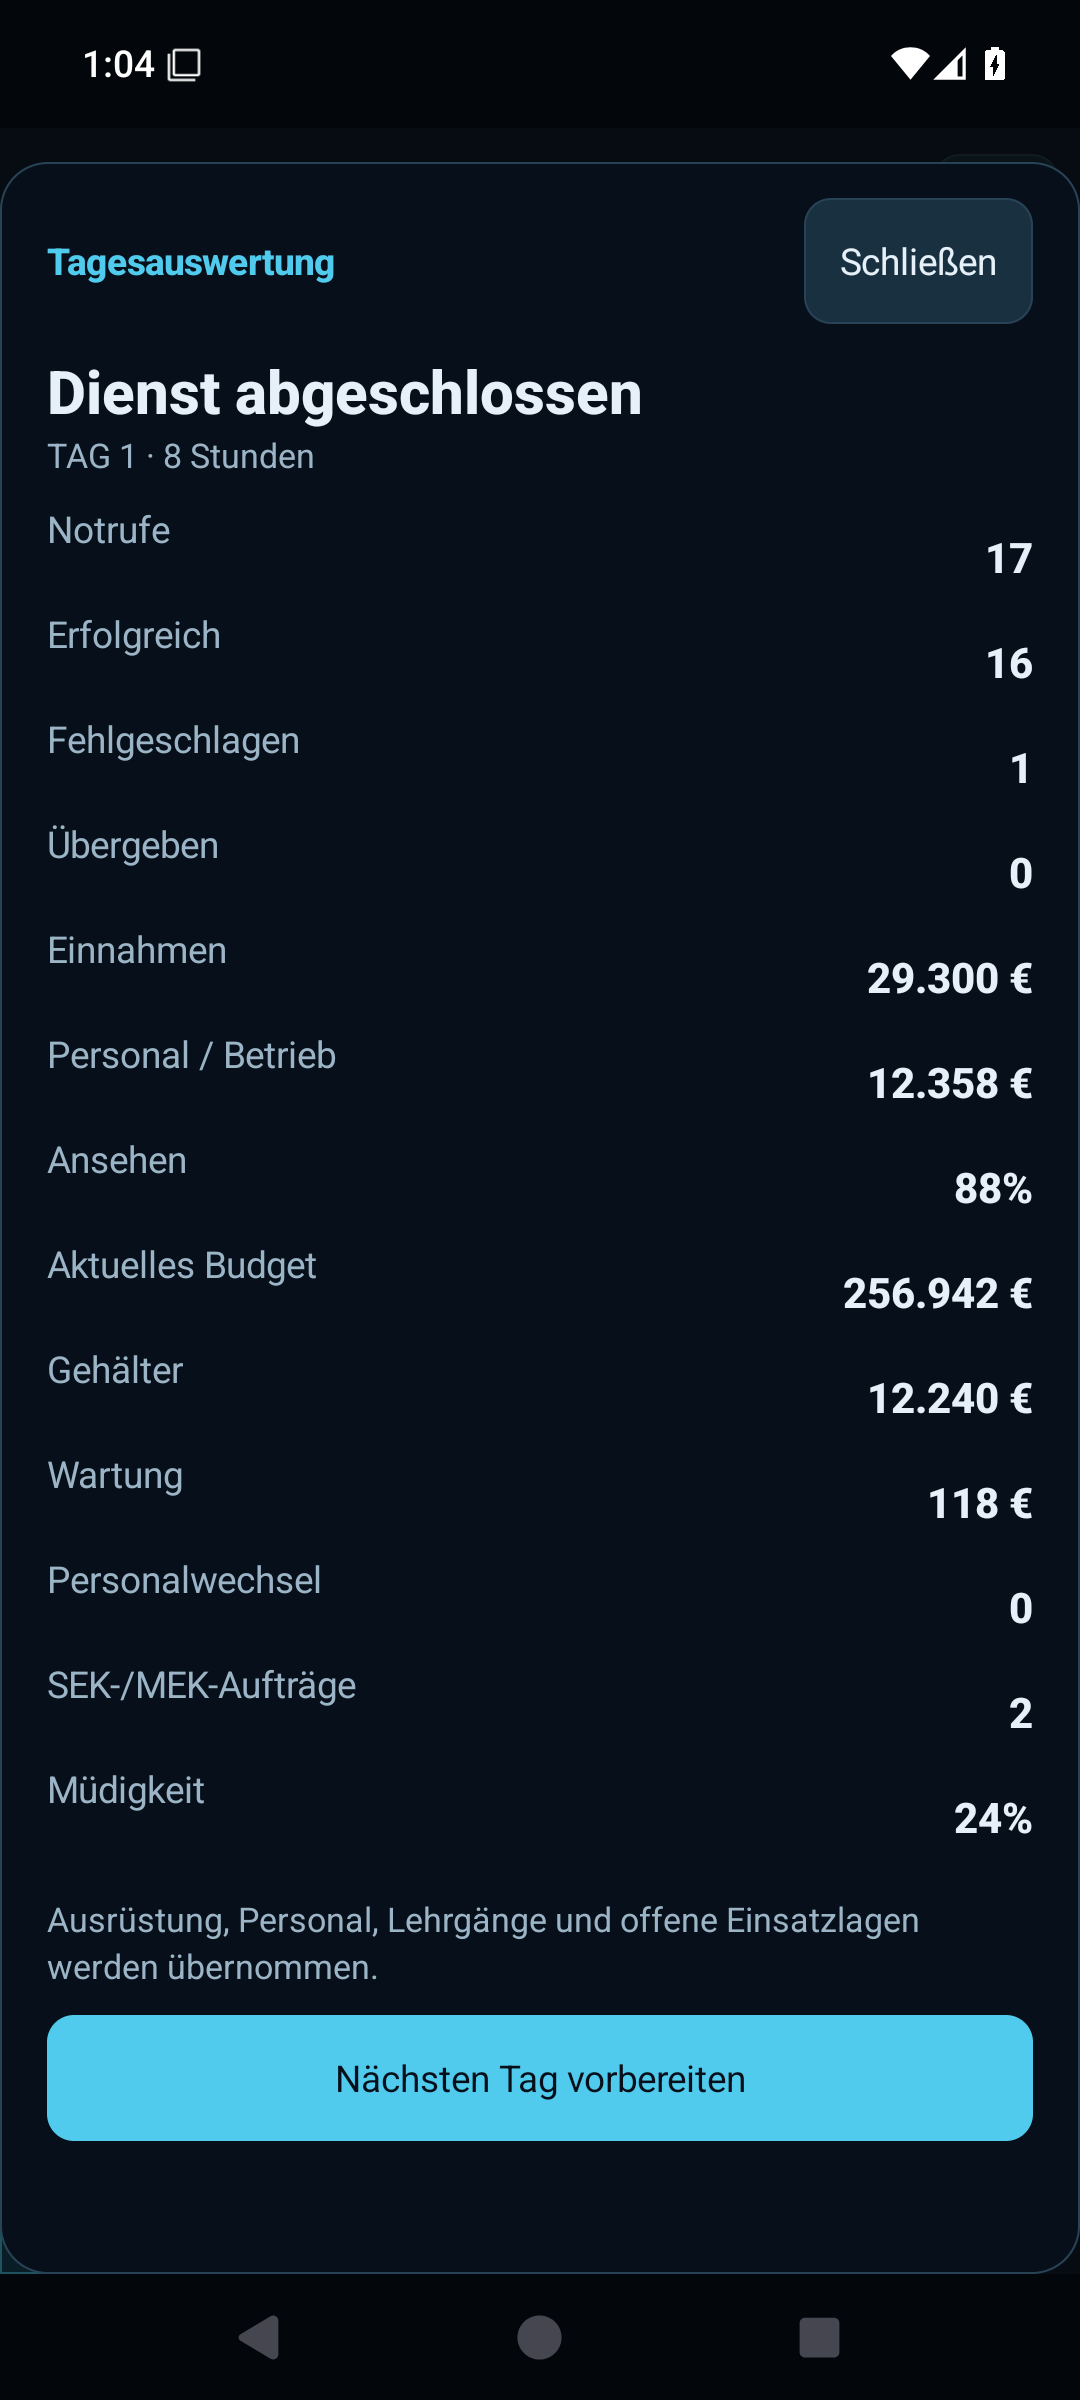 1:04
Tagesauswertung
Schließen
Dienst abgeschlossen
TAG 1 · 8 Stunden
Notrufe
17
Erfolgreich
16
Fehlgeschlagen
1
Übergeben
0
Einnahmen
29.300 €
Personal / Betrieb
12.358 €
Ansehen
88%
Aktuelles Budget
256.942 €
Gehälter
12.240 €
Wartung
118 €
Personalwechsel
0
SEK-/MEK-Aufträge
2
Müdigkeit
24%
Ausrüstung, Personal, Lehrgänge und offene Einsatzlagen
werden übernommen.
Nächsten Tag vorbereiten